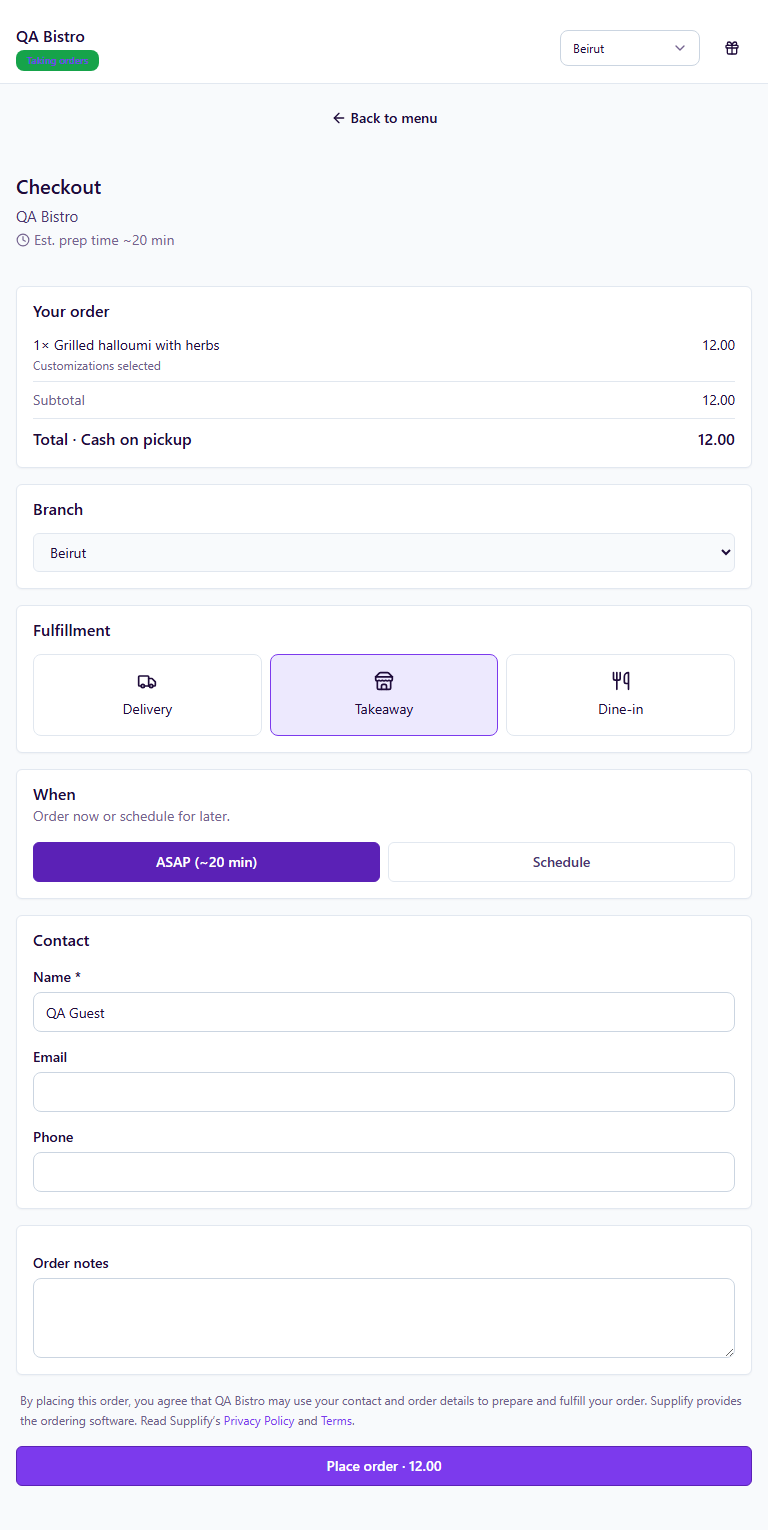 QA Bistro
Beirut
Back to menu
Checkout
QA Bistro
Est. prep time ~20 min
Your order
1× Grilled halloumi with herbs 12.00
Customizations selected
Subtotal 12.00
Total · Cash on pickup 12.00
Branch
Beirut
Fulfillment
Delivery Takeaway Dine-in
When
Order now or schedule for later.
ASAP (~20 min) Schedule
Contact
Name *
QA Guest
Email
Phone
Order notes
By placing this order, you agree that QA Bistro may use your contact and order details to prepare and fulfill your order. Supplify provides
the ordering software. Read Supplify’s Privacy Policy and Terms.
Place order · 12.00